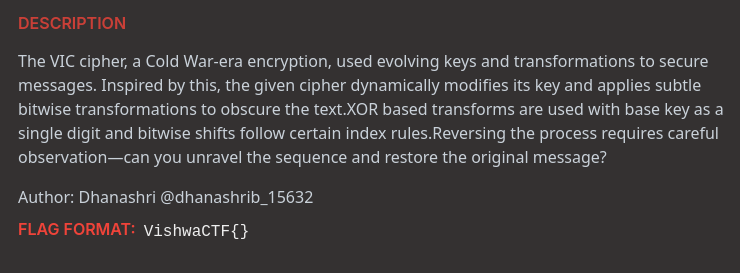 DESCRIPTION
The VIC cipher, a Cold War-era encryption, used evolving keys and transformations to secure
messages. Inspired by this, the given cipher dynamically modifies its key and applies subtle
bitwise transformations to obscure the text.XOR based transforms are used with base key as a
single digit and bitwise shifts follow certain index rules.Reversing the process requires careful
observation—can you unravel the sequence and restore the original message?
Author: Dhanashri @dhanashrib_15632
FLAG FORMAT: VishwaCTF{}